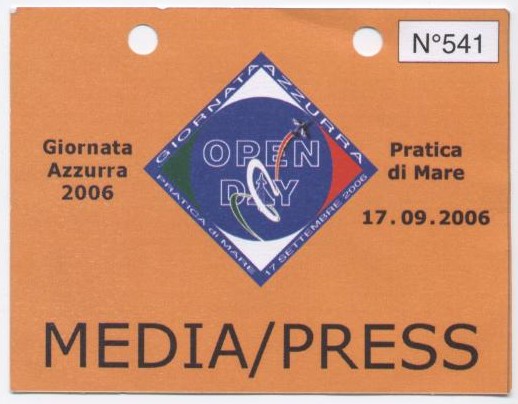 N°541
Giornata
Azzurra
2006
GIORNATA AZZURRA
OPEN
DAY
PRATICA di MARE
17 SETTEMBRE 2006
Pratica
di Mare
17.09.2006
MEDIA/PRESS